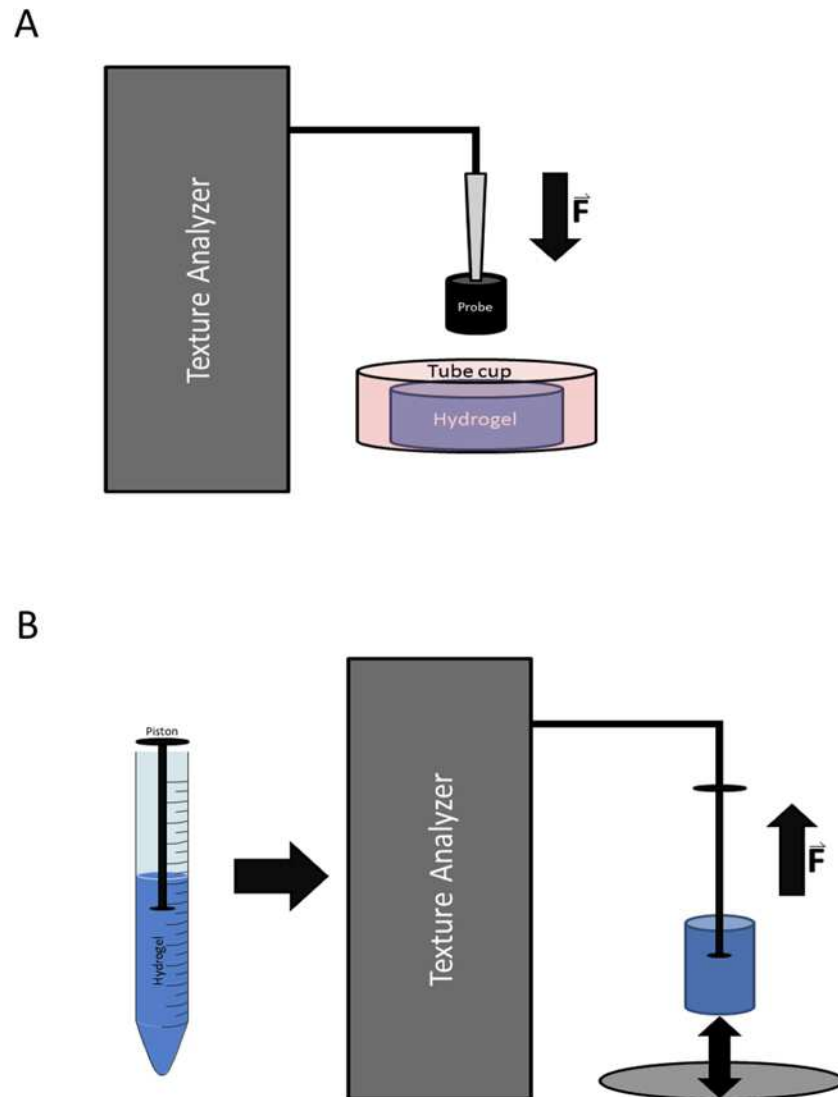 A
Texture Analyzer
F
Probe
Tube cup
Hydrogel
B
Piston
Hydrogel
Texture Analyzer
F